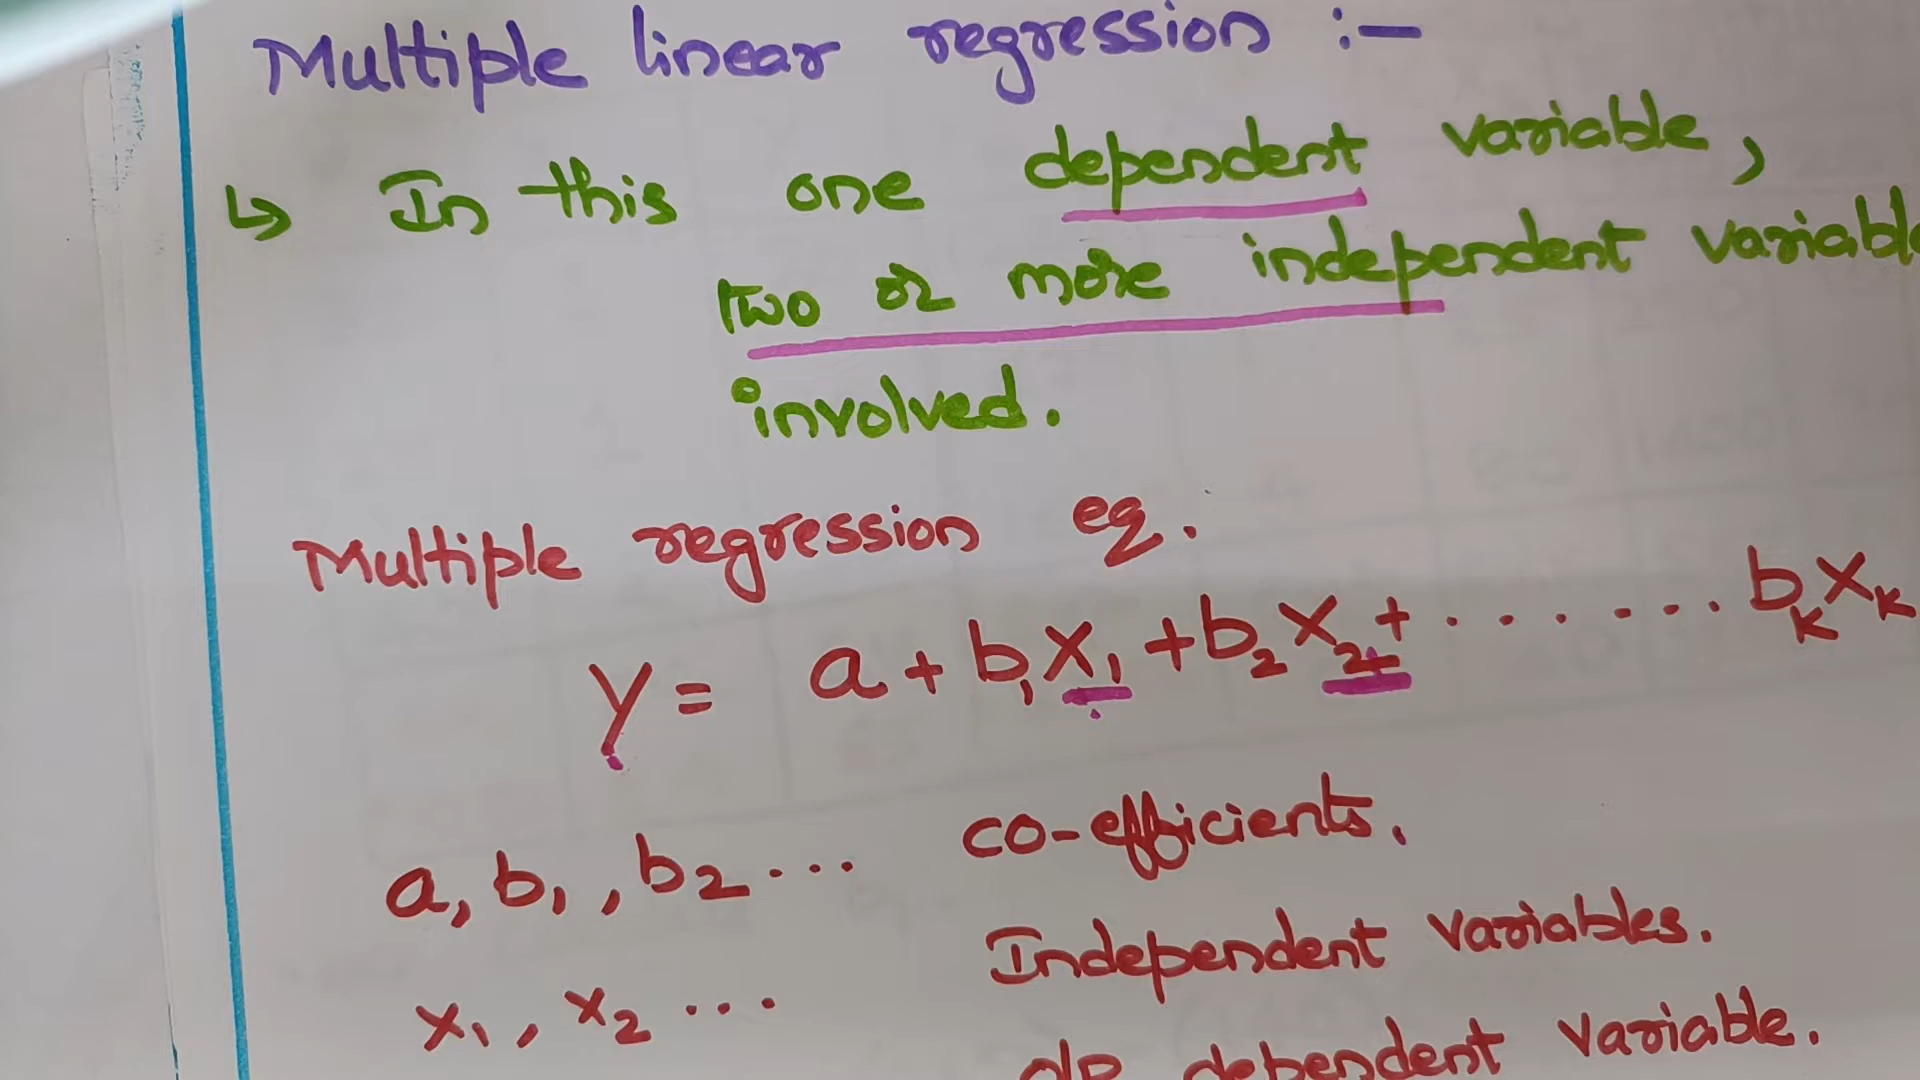 Multiple linear regression :-
↳ In this one dependent variable,
two or more independent variable
involved.
Multiple regression eq.
Y = a + b₁x₁ + b₂x₂ + ....... bₖxₖ
a, b₁, b₂ ... co-efficients.
x₁, x₂ ... Independent variables.
dependent variable.